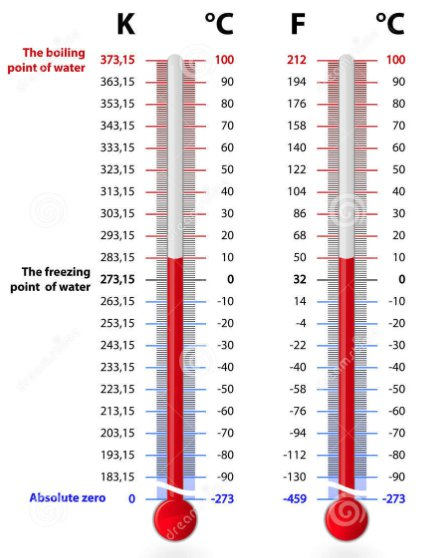 K °C F °C
The boiling
point of water
373,15 100 212 100
363,15 90 194 90
353,15 80 176 80
343,15 70 158 70
333,15 60 140 60
323,15 50 122 50
313,15 40 104 40
303,15 30 86 30
293,15 20 68 20
283,15 10 50 10
The freezing
point of water
273,15 0 32 0
263,15 -10 14 -10
253,15 -20 -4 -20
243,15 -30 -22 -30
233,15 -40 -40 -40
223,15 -50 -58 -50
213,15 -60 -76 -60
203,15 -70 -94 -70
193,15 -80 -112 -80
183,15 -90 -130 -90
Absolute zero 0 -273 -459 -273